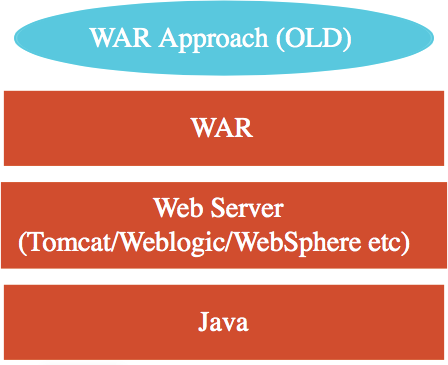 WAR Approach (OLD)
WAR
Web Server
(Tomcat/Weblogic/WebSphere etc)
Java